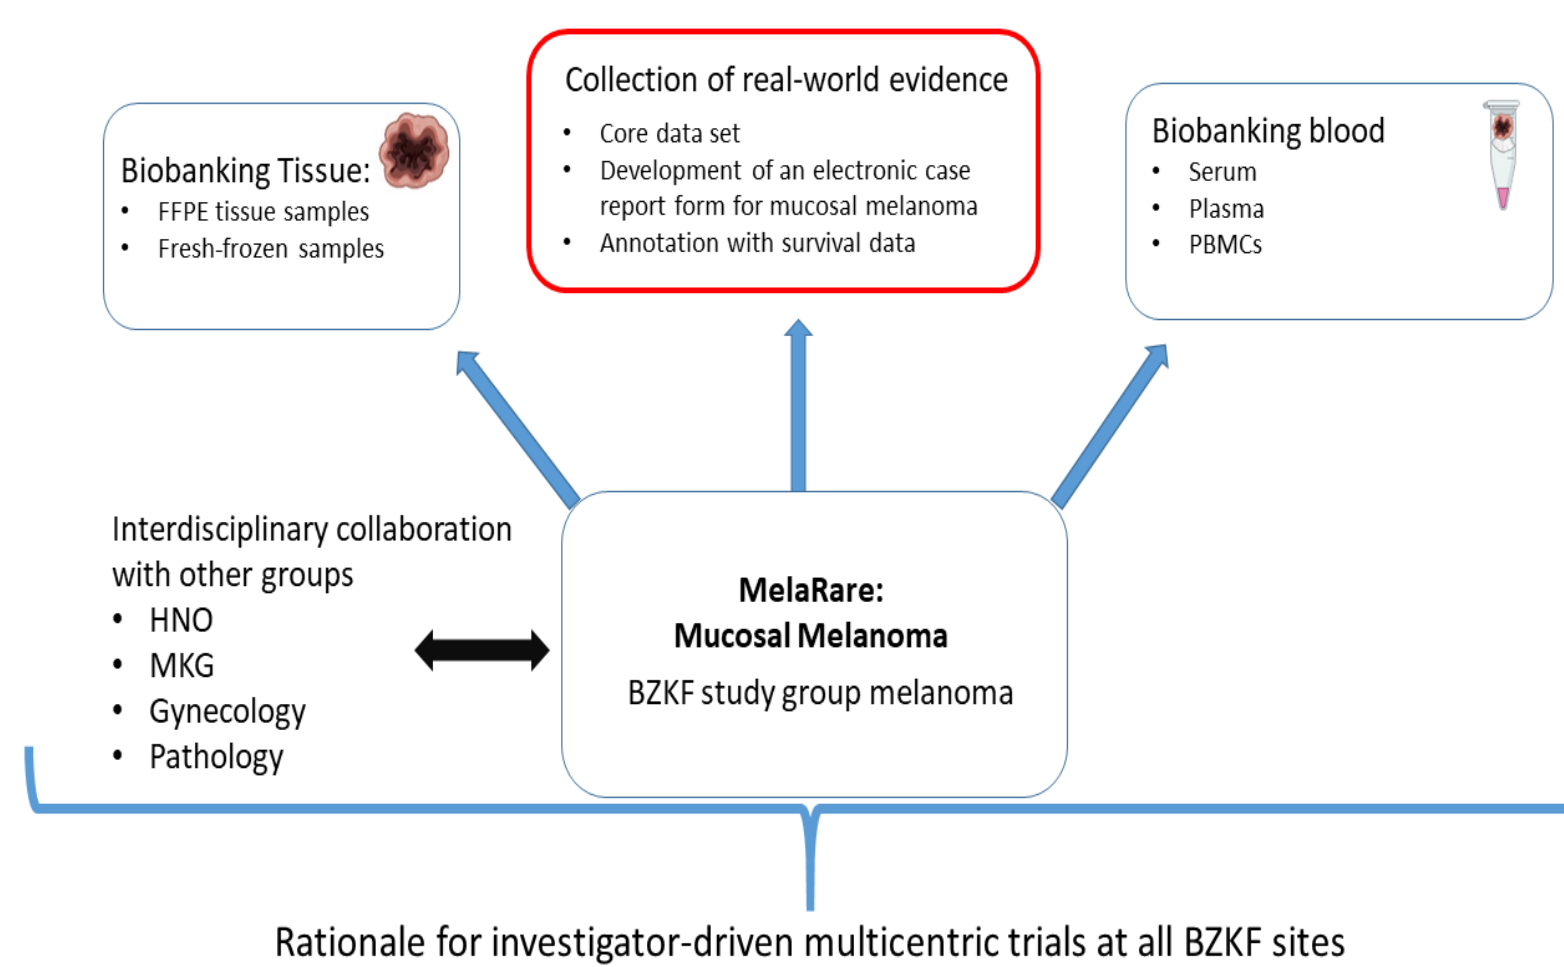 Biobanking Tissue:
• FFPE tissue samples
• Fresh-frozen samples
Collection of real-world evidence
• Core data set
• Development of an electronic case
report form for mucosal melanoma
• Annotation with survival data
Biobanking blood
• Serum
• Plasma
• PBMCs
Interdisciplinary collaboration
with other groups
• HNO
• MKG
• Gynecology
• Pathology
MelaRare:
Mucosal Melanoma
BZKF study group melanoma
Rationale for investigator-driven multicentric trials at all BZKF sites